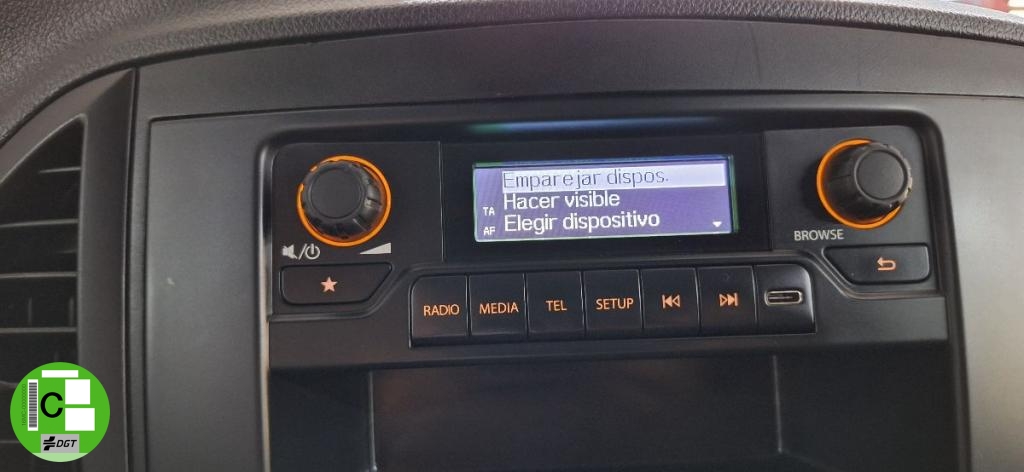 Emparejar dispos.
TA Hacer visible
AF Elegir dispositivo
BROWSE
RADIO MEDIA TEL SETUP
C
DGT